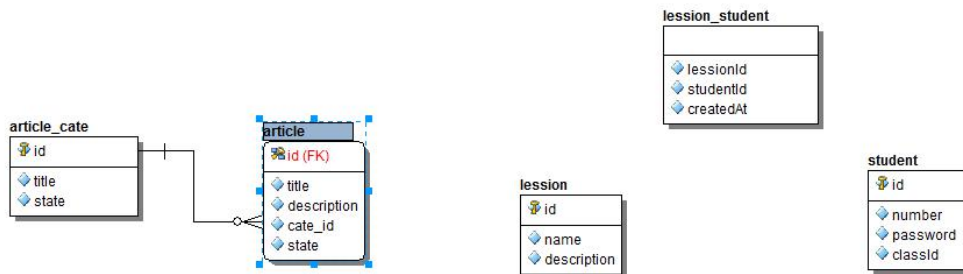 lession_student
lessionId
studentId
createdAt
article_cate
id
title
state
article
id (FK)
title
description
cate_id
state
lession
id
name
description
student
id
number
password
classId